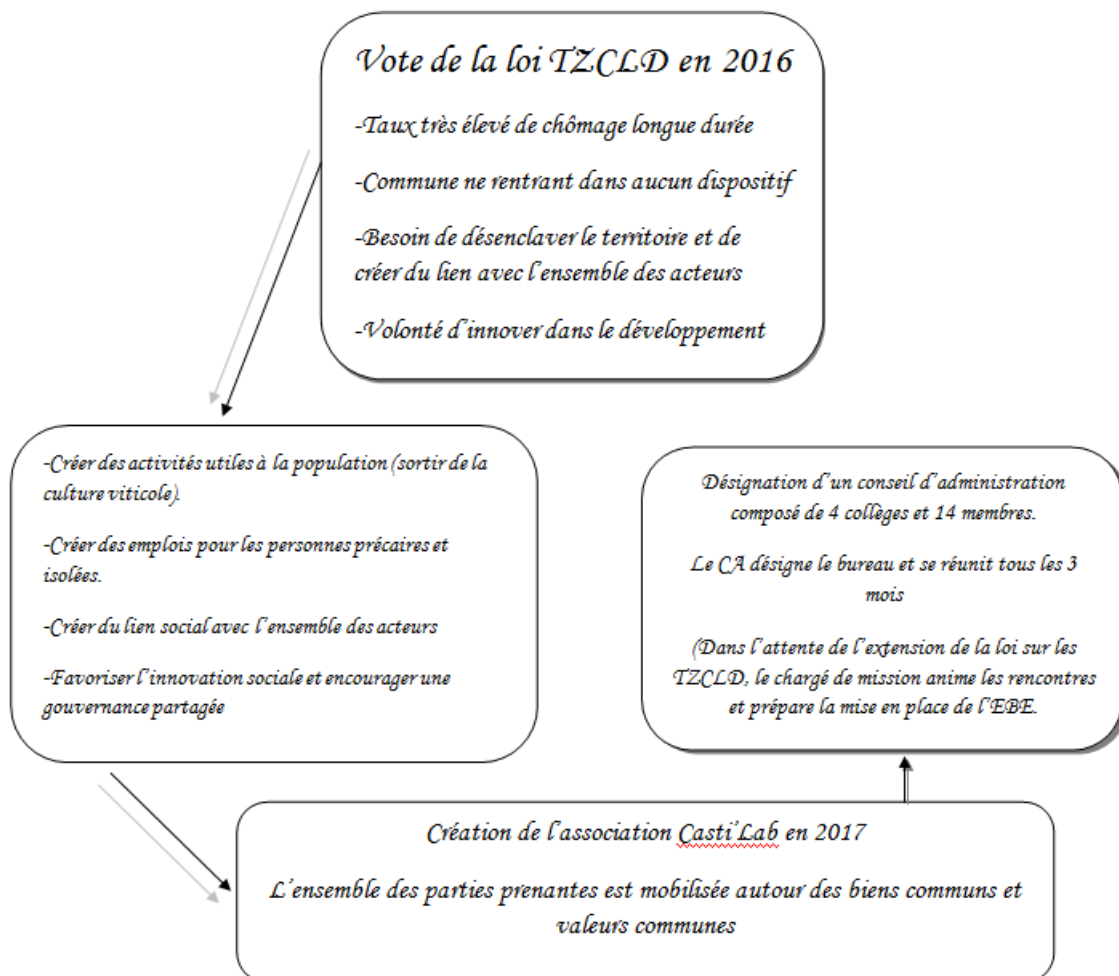 Vote de la loi TZCLD en 2016
-Taux très élevé de chômage longue durée
-Commune ne rentrant dans aucun dispositif
-Besoin de désenclaver le territoire et de
créer du lien avec l'ensemble des acteurs
-Volonté d'innover dans le développement
-Créer des activités utiles à la population (sortir de la
culture viticole).
-Créer des emplois pour les personnes précaires et
isolées.
-Créer du lien social avec l'ensemble des acteurs
-Favoriser l'innovation sociale et encourager une
gouvernance partagée
Création de l'association Casti'Lab en 2017
L'ensemble des parties prenantes est mobilisée autour des biens communs et
valeurs communes
Désignation d'un conseil d'administration
composé de 4 collèges et 14 membres.
Le CA désigne le bureau et se réunit tous les 3
mois
(Dans l'attente de l'extension de la loi sur les
TZCLD, le chargé de mission anime les rencontres
et prépare la mise en place de l'EBE.